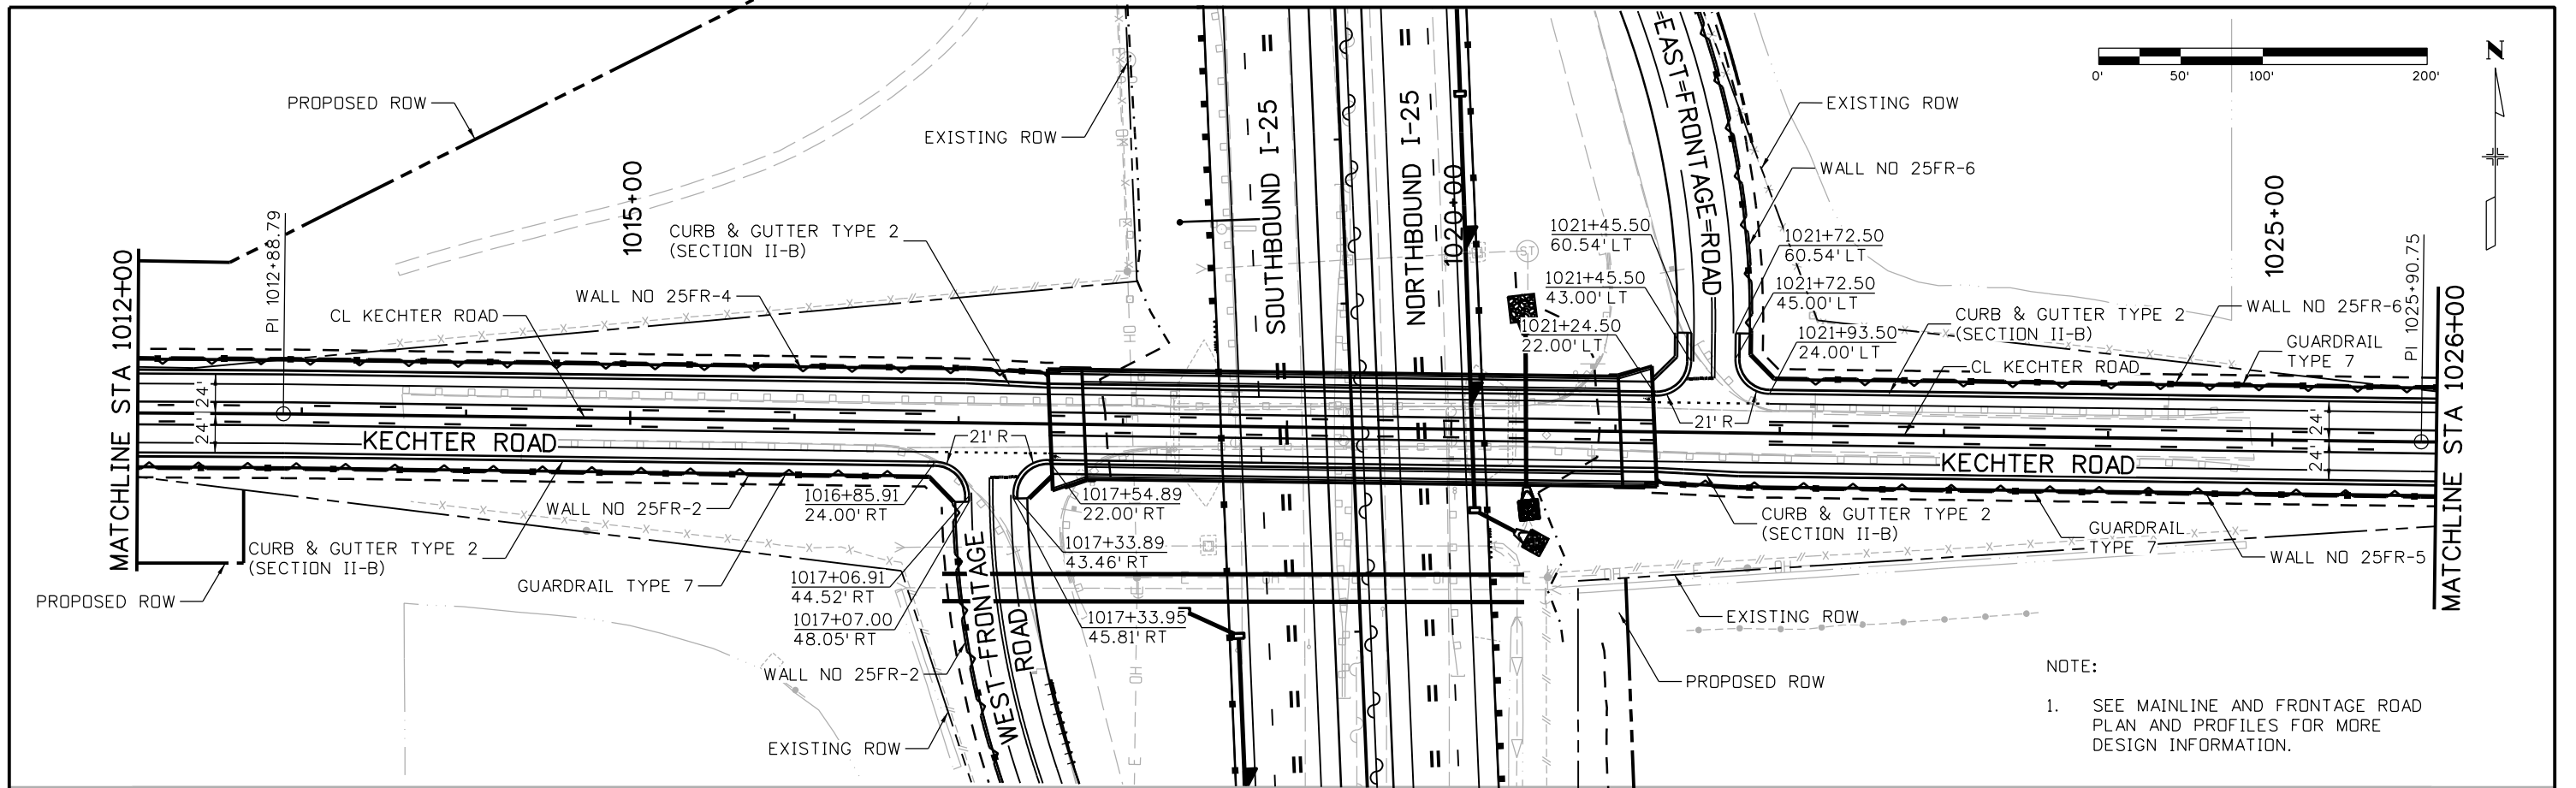 PROPOSED ROW
EXISTING ROW
SOUTHBOUND I-25
NORTHBOUND I-25
EAST FRONTAGE ROAD
EXISTING ROW
WALL NO 25FR-6
0' 50' 100' 200'
N
MATCHLINE STA 1012+00
PI 1012+88.79
1015+00
CURB & GUTTER TYPE 2
(SECTION II-B)
WALL NO 25FR-4
CL KECHTER ROAD
1020+00
ST
1021+45.50
60.54' LT
1021+45.50
43.00' LT
1021+24.50
22.00' LT
1021+72.50
60.54' LT
1021+72.50
45.00' LT
1021+93.50
24.00' LT
CURB & GUTTER TYPE 2
(SECTION II-B)
CL KECHTER ROAD
1025+00
WALL NO 25FR-6
GUARDRAIL
TYPE 7
PI 1025+90.75
MATCHLINE STA 1026+00
24'
24'
KECHTER ROAD
21' R
21' R
KECHTER ROAD
24'
24'
WALL NO 25FR-2
CURB & GUTTER TYPE 2
(SECTION II-B)
GUARDRAIL TYPE 7
PROPOSED ROW
1016+85.91
24.00' RT
1017+06.91
44.52' RT
1017+07.00
48.05' RT
1017+54.89
22.00' RT
1017+33.89
43.46' RT
1017+33.95
45.81' RT
WALL NO 25FR-2
EXISTING ROW
WEST FRONTAGE
ROAD
OH
OH
OH
E
E
CURB & GUTTER TYPE 2
(SECTION II-B)
GUARDRAIL
TYPE 7
WALL NO 25FR-5
EXISTING ROW
PROPOSED ROW
NOTE:
1. SEE MAINLINE AND FRONTAGE ROAD
PLAN AND PROFILES FOR MORE
DESIGN INFORMATION.